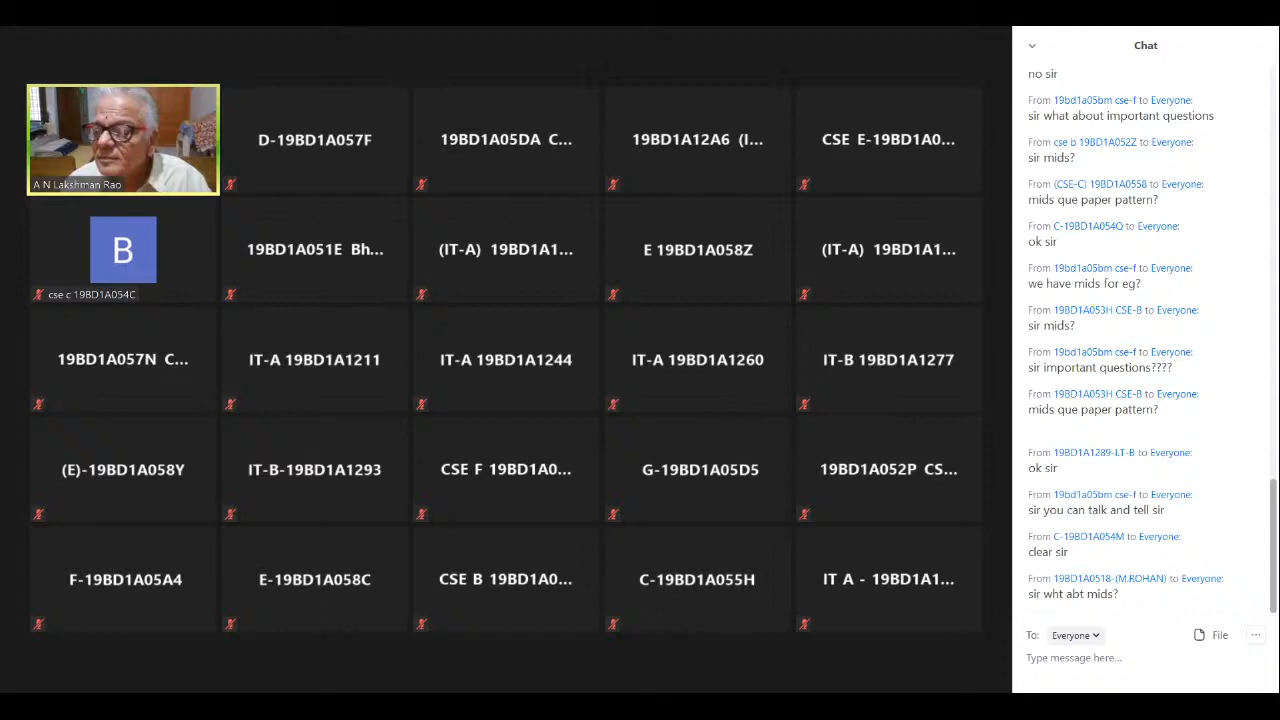 A N Lakshman Rao
D-19BD1A057F
19BD1A05DA C...
19BD1A12A6 (I...
CSE E-19BD1A0...
B
cse c 19BD1A054C
19BD1A051E Bh...
(IT-A) 19BD1A1...
E 19BD1A058Z
(IT-A) 19BD1A1...
19BD1A057N C...
IT-A 19BD1A1211
IT-A 19BD1A1244
IT-A 19BD1A1260
IT-B 19BD1A1277
(E)-19BD1A058Y
IT-B-19BD1A1293
CSE F 19BD1A0...
G-19BD1A05D5
19BD1A052P CS...
F-19BD1A05A4
E-19BD1A058C
CSE B 19BD1A0...
C-19BD1A055H
IT A - 19BD1A1...
Chat
no sir
From 19bd1a05bm cse-f to Everyone:
sir what about important questions
From cse b 19BD1A052Z to Everyone:
sir mids?
From (CSE-C) 19BD1A0558 to Everyone:
mids que paper pattern?
From C-19BD1A054Q to Everyone:
ok sir
From 19bd1a05bm cse-f to Everyone:
we have mids for eg?
From 19BD1A053H CSE-B to Everyone:
sir mids?
From 19bd1a05bm cse-f to Everyone:
sir important questions????
From 19BD1A053H CSE-B to Everyone:
mids que paper pattern?
From 19BD1A1289-I.T-B to Everyone:
ok sir
From 19bd1a05bm cse-f to Everyone:
sir you can talk and tell sir
From C-19BD1A054M to Everyone:
clear sir
From 19BD1A0518-(M.ROHAN) to Everyone:
sir wht abt mids?
To: Everyone
File
...
Type message here...